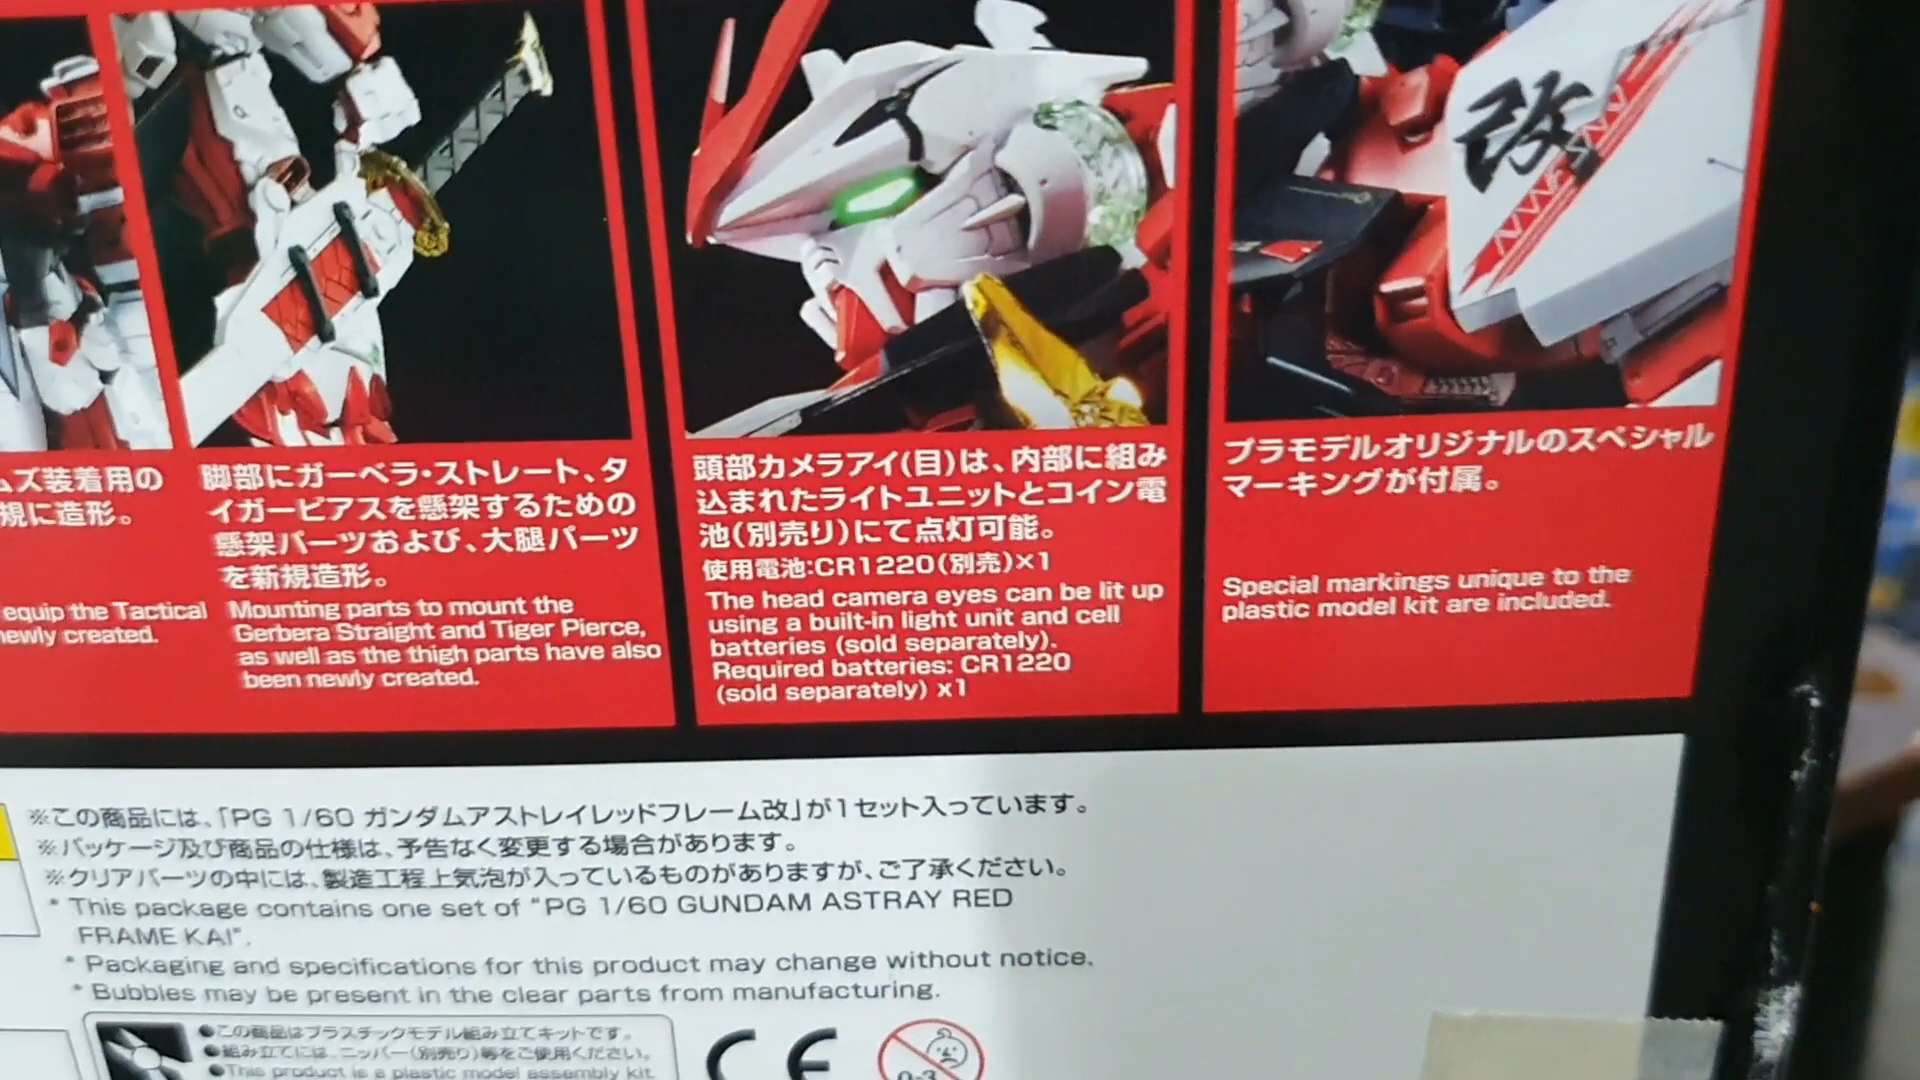 ムズ装着用の
規に造形。
equip the Tactical
newly created.
脚部にガーベラ・ストレート、タ
イガーピアスを懸架するための
懸架パーツおよび、大腿パーツ
を新規造形。
Mounting parts to mount the
Gerbera Straight and Tiger Pierce,
as well as the thigh parts have also
been newly created.
頭部カメラアイ(目)は、内部に組み
込まれたライトユニットとコイン電
池(別売り)にて点灯可能。
使用電池:CR1220(別売)×1
The head camera eyes can be lit up
using a built-in light unit and cell
batteries (sold separately).
Required batteries: CR1220
(sold separately) x1
改
プラモデルオリジナルのスペシャル
マーキングが付属。
Special markings unique to the
plastic model kit are included.
※この商品には、「PG 1/60 ガンダムアストレイレッドフレーム改」が1セット入っています。
※パッケージ及び商品の仕様は、予告なく変更する場合があります。
※クリアパーツの中には、製造工程上気泡が入っているものがありますが、ご了承ください。
* This package contains one set of "PG 1/60 GUNDAM ASTRAY RED
FRAME KAI".
* Packaging and specifications for this product may change without notice.
* Bubbles may be present in the clear parts from manufacturing.
●この商品はプラスチックモデル組み立てキットです。
●組み立てには、ニッパー(別売り)等をご使用ください。
●This product is a plastic model assembly kit.
CE
0-3